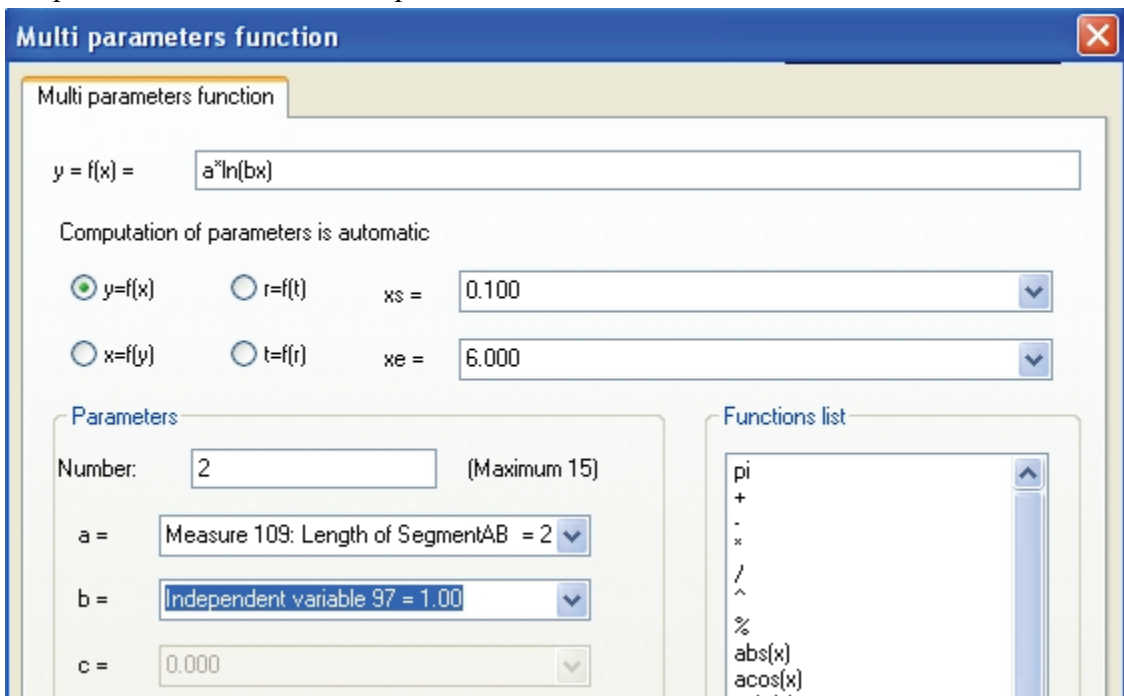 Multi parameters function
Multi parameters function
y = f(x) = a*ln(bx)
Computation of parameters is automatic
y=f(x) r=f(t) xs = 0.100
x=f(y) t=f(r) xe = 6.000
Parameters Functions list
Number: 2 (Maximum 15)
a = Measure 109: Length of SegmentAB = 2
b = Independent variable 97 = 1.00
c = 0.000
pi
+
-
*
/
^
%
abs(x)
acos(x)